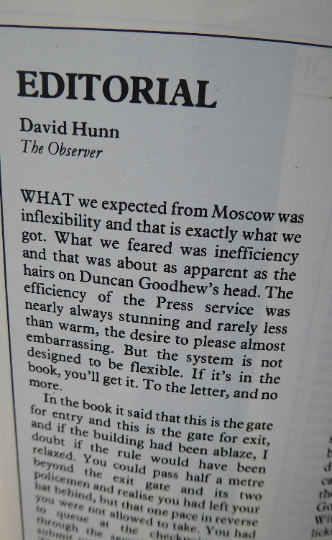 EDITORIAL
David Hunn
The Observer
WHAT we expected from Moscow was
inflexibility and that is exactly what we
got. What we feared was inefficiency
and that was about as apparent as the
hairs on Duncan Goodhew's head. The
efficiency of the Press service was
nearly always stunning and rarely less
than warm, the desire to please almost
embarrassing. But the system is not
designed to be flexible. If it's in the
book, you'll get it. To the letter, and no
more.
In the book it said that this is the gate
for entry and this is the gate for exit,
and if the building had been ablaze, I
doubt if the rule would have been
relaxed. You could pass half a metre
beyond the exit gate and its two
policemen and realise you had left your
hat behind, but that one pace in reverse
you were not allowed to take. You had
to queue at the
through the
submit